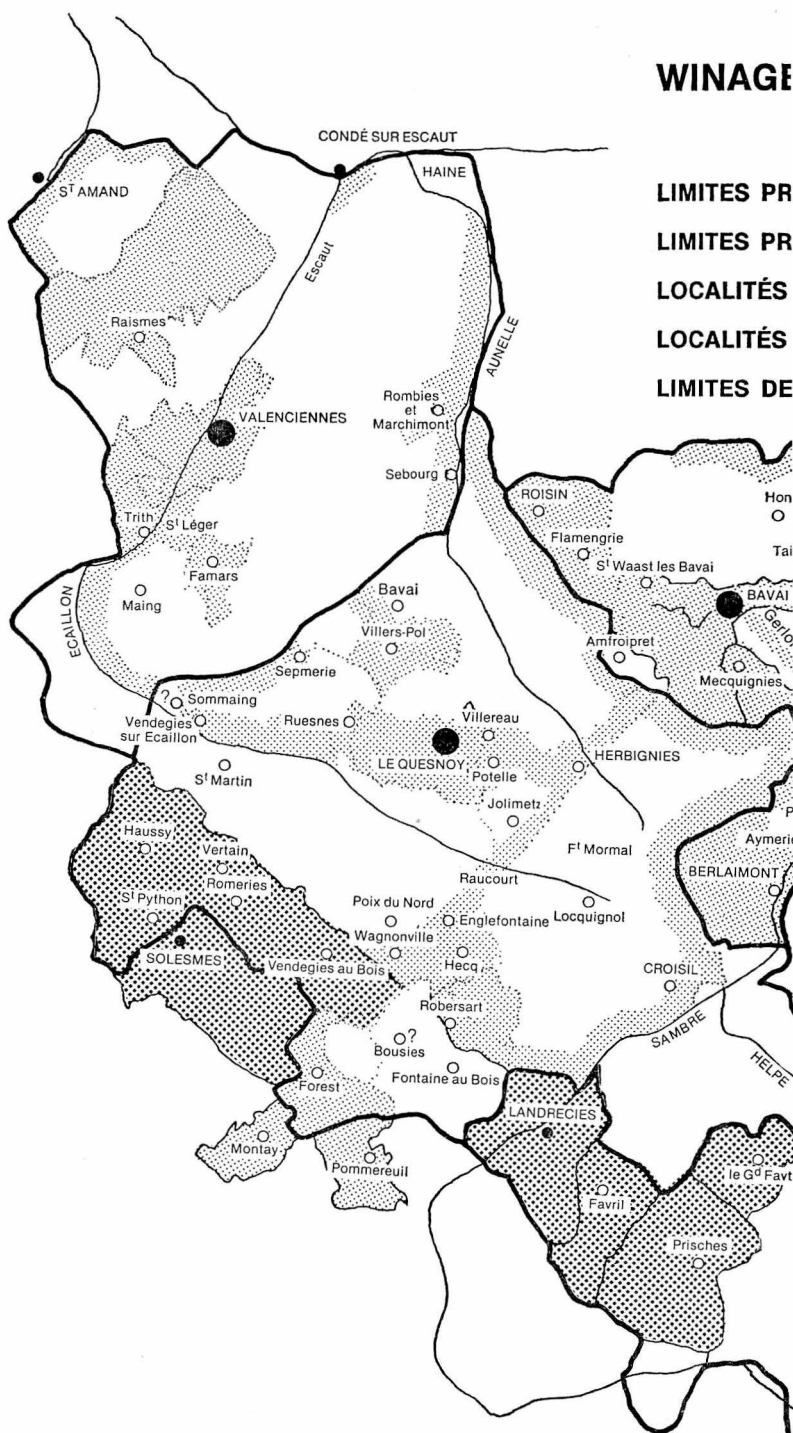 WINAGE
LIMITES PR
LIMITES PR
LOCALITÉS
LOCALITÉS
LIMITES DE
CONDÉ SUR ESCAUT
HAINE
ST AMAND
Escaut
Raismes
AUNELLE
Rombies
et
Marchimont
VALENCIENNES
Sebourg
ROISIN
Hon
Trith
St Léger
Flamengrie
Tai
St Waast les Bavai
Famars
Maing
Bavai
BAVAI
ECAILLON
Villers-Pol
Amfroipret
Sepmerie
Mecquignies
? Sommaing
Vendegies
sur Ecaillon
Ruesnes
Villereau
LE QUESNOY
HERBIGNIES
Potelle
St Martin
Jolimetz
P
Haussy
Ft Mormal
Aymerie
Vertain
Raucourt
BERLAIMONT
Romeries
Poix du Nord
Locquignol
St Python
Englefontaine
Wagnonville
SOLESMES
Vendegies au Bois
Hecq
CROISIL
Robersart
SAMBRE
?
Bousies
HELPE
Forest
Fontaine au Bois
LANDRECIES
Montay
Pommereuil
le Gd Favt
Favril
Prisches